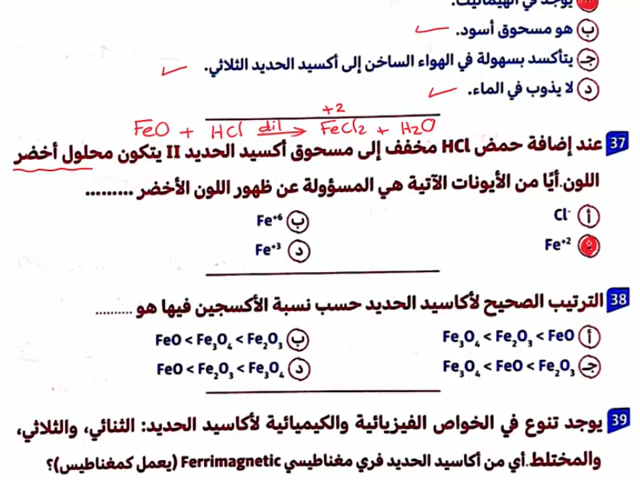 أ يوجد في الهيماتيت.
ب هو مسحوق أسود.
ج يتأكسد بسهولة في الهواء الساخن إلى أكسيد الحديد الثلاثي.
د لا يذوب في الماء.
+2
FeO + HCl dil → FeCl2 + H2O
37 عند إضافة حمض HCl مخفف إلى مسحوق أكسيد الحديد II يتكون محلول أخضر
اللون. أيًا من الأيونات الآتية هي المسؤولة عن ظهور اللون الأخضر ..........
أ Cl⁻ ب Fe⁺⁶
Fe⁺² د Fe⁺³
38 الترتيب الصحيح لأكاسيد الحديد حسب نسبة الأكسجين فيها هو ..........
أ Fe₃O₄ < Fe₂O₃ < FeO ب FeO < Fe₃O₄ < Fe₂O₃
ج Fe₃O₄ < FeO < Fe₂O₃ د FeO < Fe₂O₃ < Fe₃O₄
39 يوجد تنوع في الخواص الفيزيائية والكيميائية لأكاسيد الحديد: الثنائي، والثلاثي،
والمختلط. أي من أكاسيد الحديد فري مغناطيسي Ferrimagnetic (يعمل كمغناطيس)؟